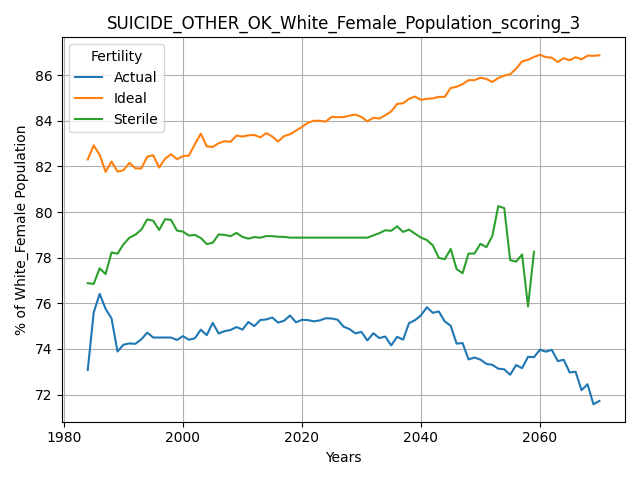 SUICIDE_OTHER_OK_White_Female_Population_scoring_3
Fertility
Actual
Ideal
Sterile
% of White_Female Population
86
84
82
80
78
76
74
72
1980
2000
2020
2040
2060
Years